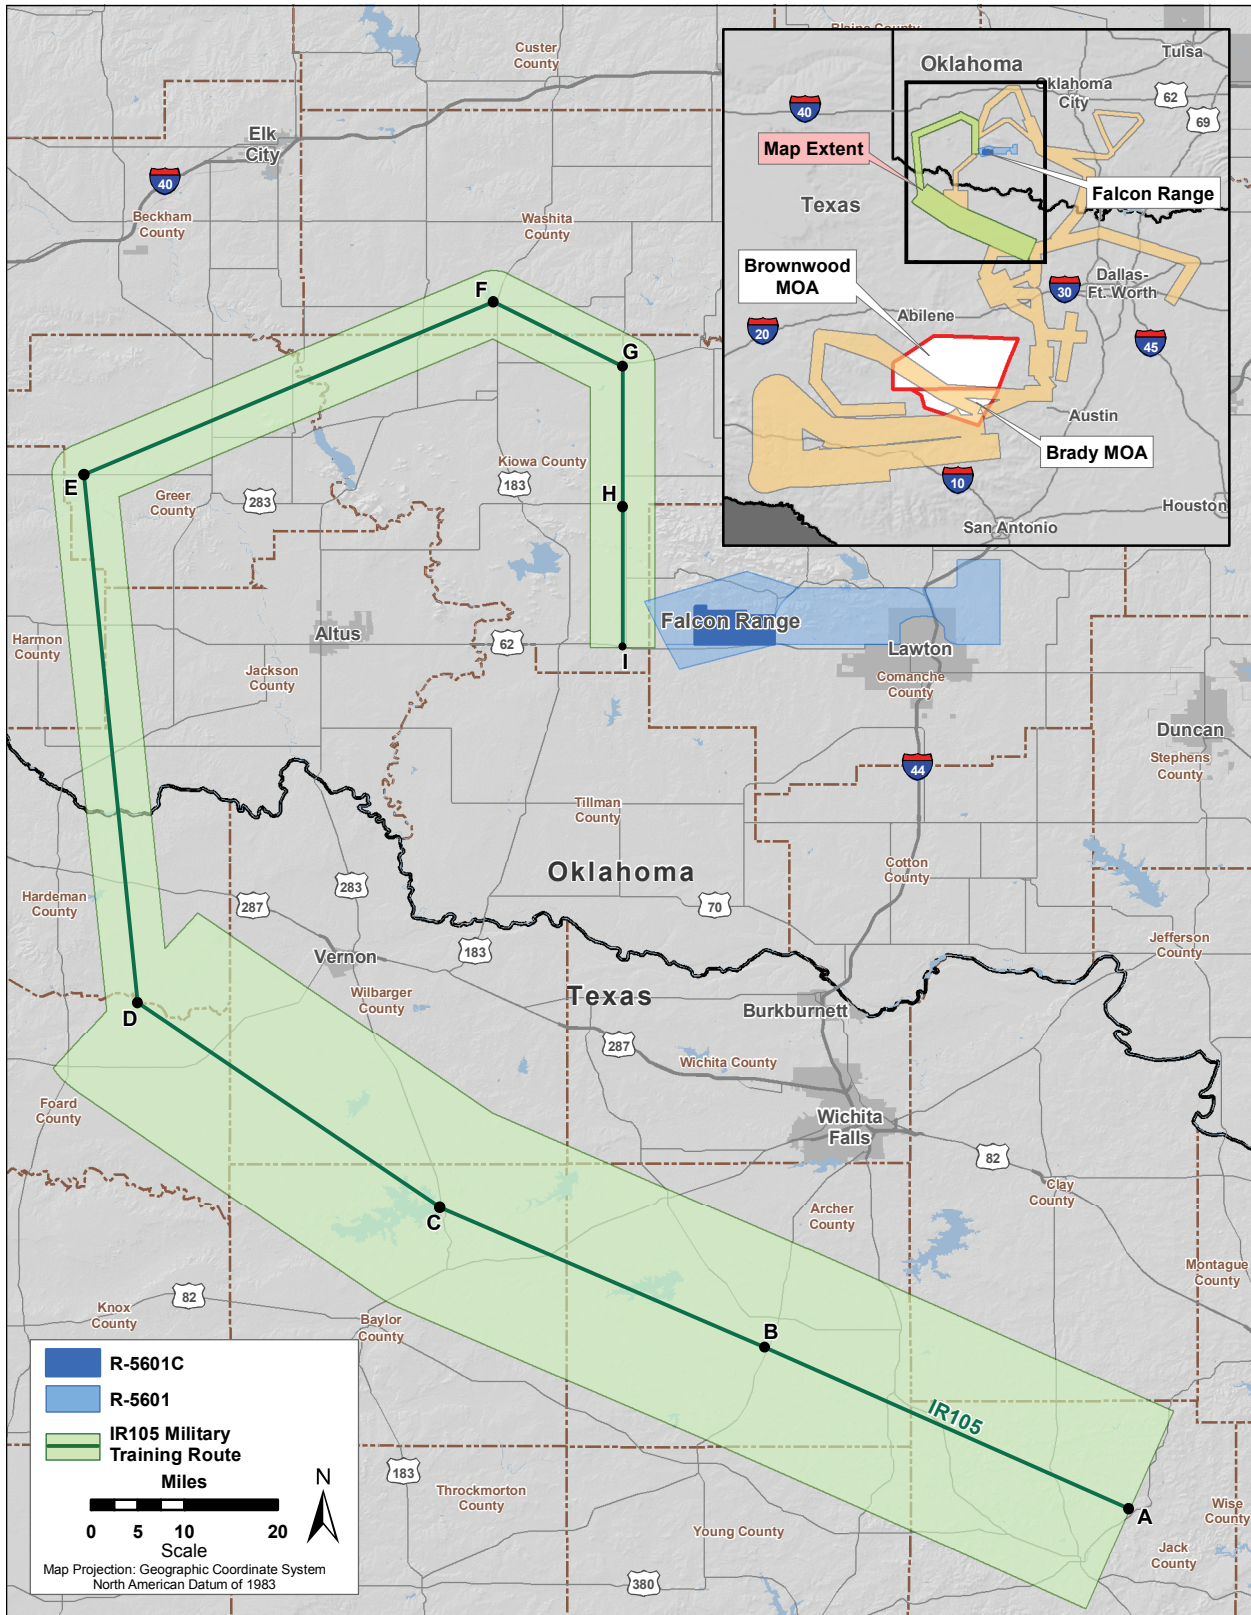 Blaine County
Custer
County
Elk
City
40
Beckham
County
Washita
County
F
G
E
Greer
County
283
Kiowa County
183
H
Falcon Range
Harmon
County
Altus
62
I
Lawton
Comanche
County
Jackson
County
Duncan
Stephens
County
44
Tillman
County
Oklahoma
Cotton
County
Hardeman
County
287
283
70
Vernon
183
Jefferson
County
Texas
Wilbarger
County
D
Burkburnett
287
Wichita County
Foard
County
Wichita
Falls
82
Clay
County
C
Archer
County
Montague
County
82
Knox
County
Baylor
County
B
IR105
A
183
Throckmorton
County
Young County
Wise
County
Jack
County
380
Oklahoma
Tulsa
Oklahoma
City
62
69
40
Map Extent
Falcon Range
Texas
Brownwood
MOA
Dallas-
Ft. Worth
30
Abilene
20
45
Austin
Brady MOA
10
Houston
San Antonio
R-5601C
R-5601
IR105 Military
Training Route
Miles
N
0 5 10 20
Scale
Map Projection: Geographic Coordinate System
North American Datum of 1983